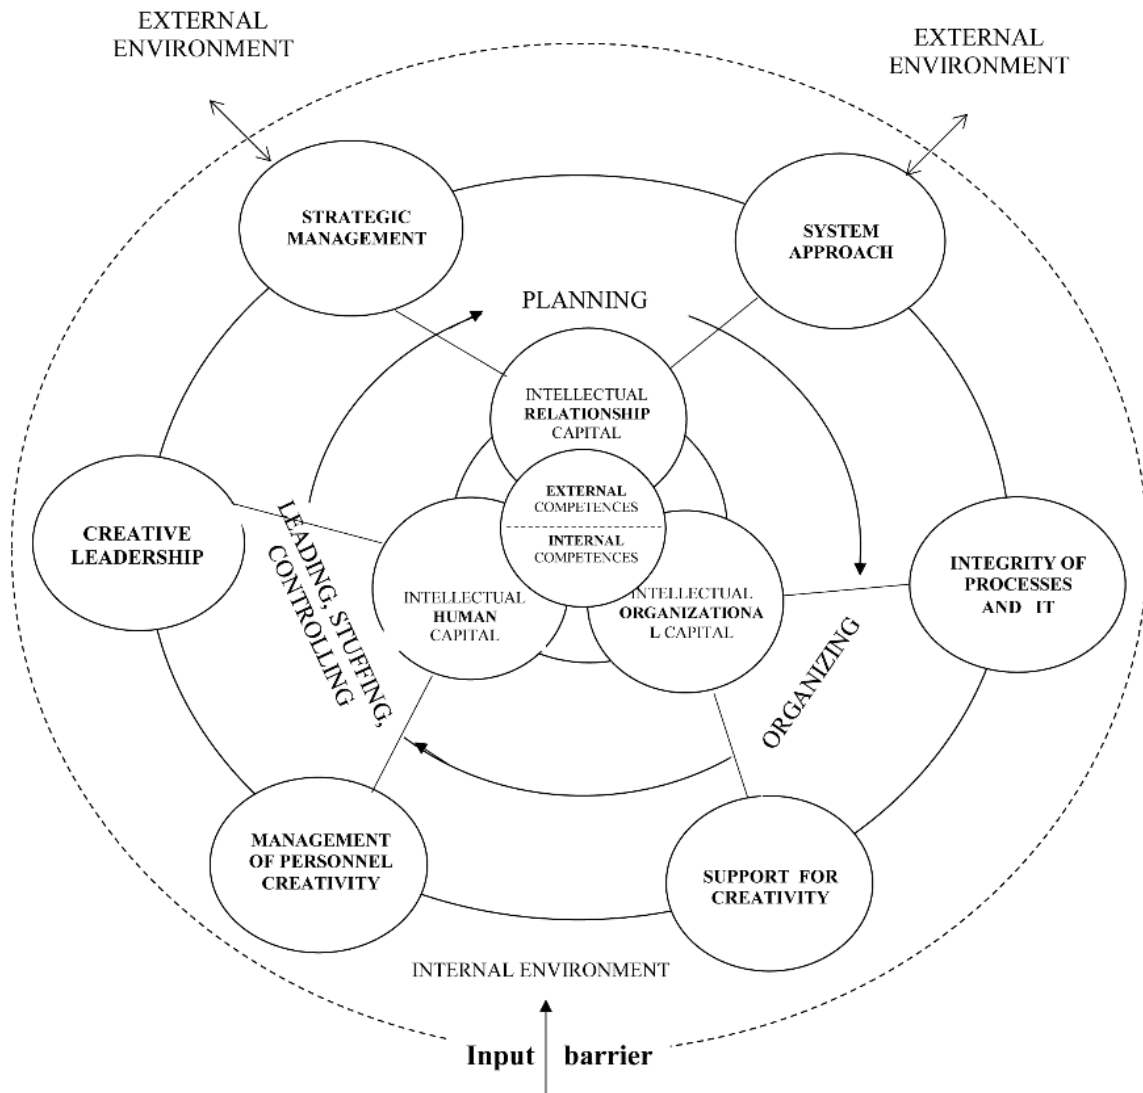 EXTERNAL
ENVIRONMENT
EXTERNAL
ENVIRONMENT
STRATEGIC
MANAGEMENT
SYSTEM
APPROACH
PLANNING
INTELLECTUAL
RELATIONSHIP
CAPITAL
EXTERNAL
COMPETENCES
INTERNAL
COMPETENCES
CREATIVE
LEADERSHIP
LEADING, STUFFING,
CONTROLLING
INTELLECTUAL
HUMAN
CAPITAL
INTELLECTUAL
ORGANIZATIONA
L CAPITAL
INTEGRITY OF
PROCESSES
AND IT
ORGANIZING
MANAGEMENT
OF PERSONNEL
CREATIVITY
SUPPORT FOR
CREATIVITY
INTERNAL ENVIRONMENT
Input barrier